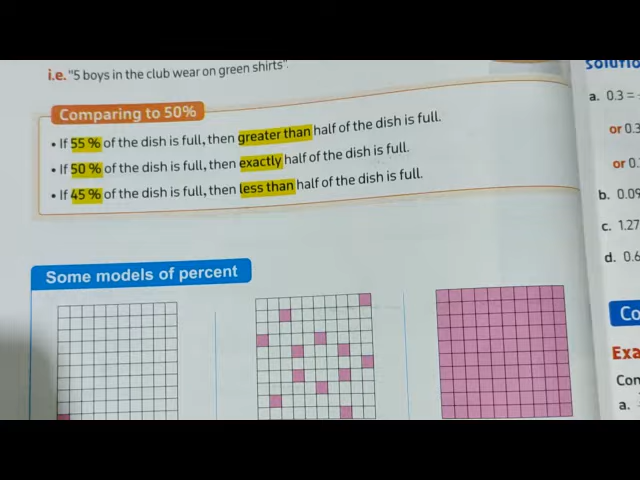 i.e. "5 boys in the club wear on green shirts".
Comparing to 50%
• If 55 % of the dish is full, then greater than half of the dish is full.
• If 50 % of the dish is full, then exactly half of the dish is full.
• If 45 % of the dish is full, then less than half of the dish is full.
Some models of percent
a. 0.3 =
or 0.3
or 0.
b. 0.09
c. 1.27
d. 0.6
Co
Exa
Con
a.